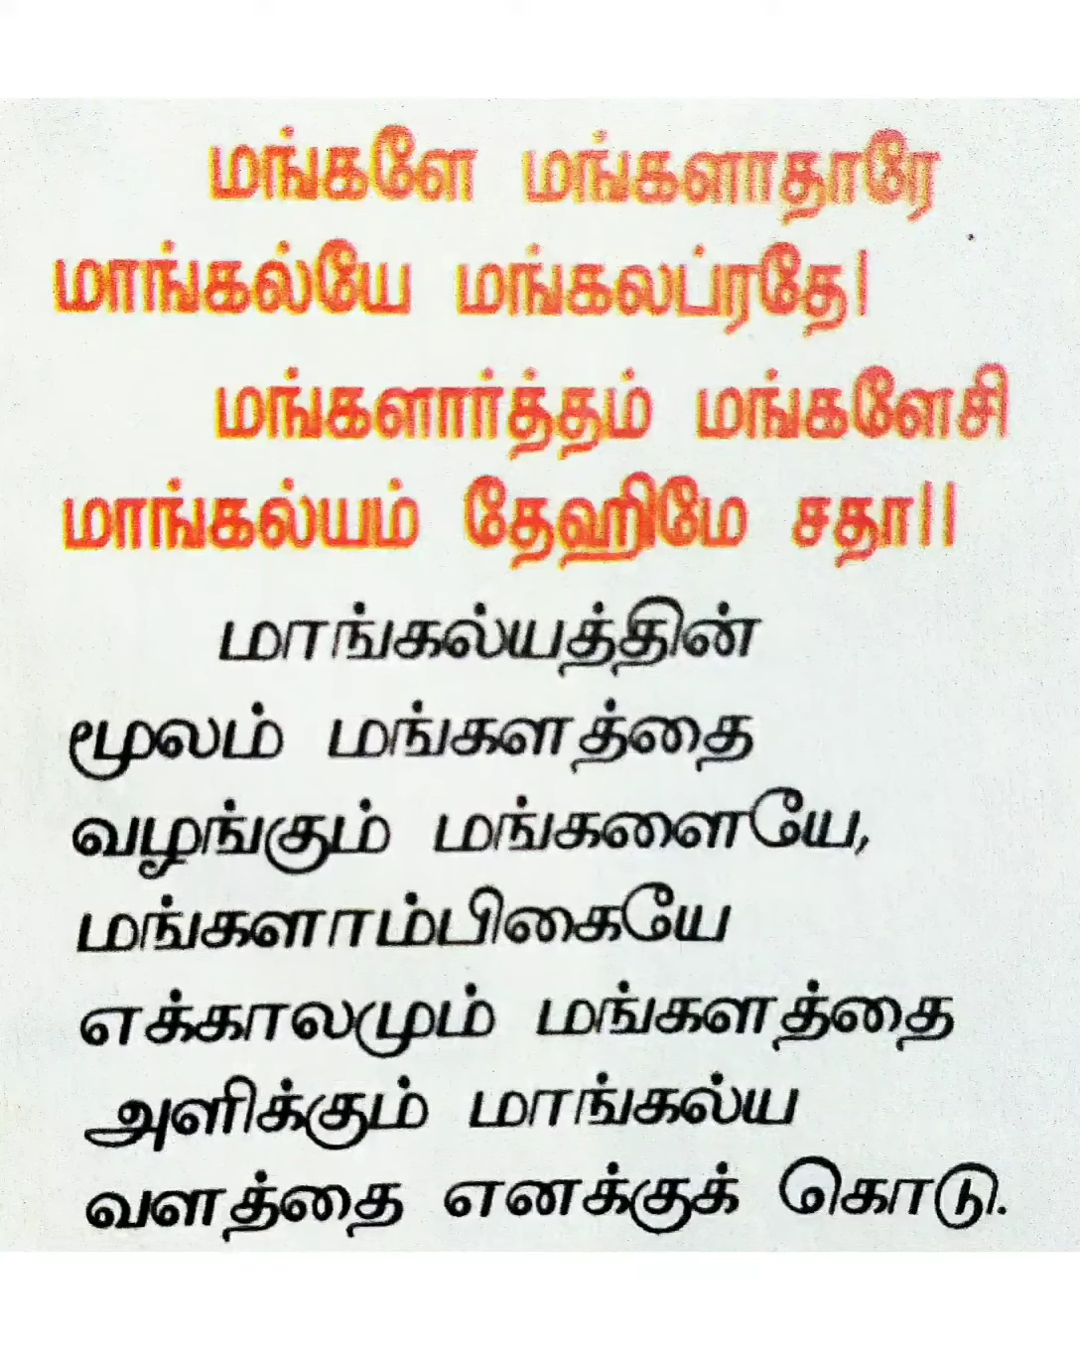 மங்களே மங்களாதாரே
மாங்கல்யே மங்கலப்ரதே!
மங்களார்த்தம் மங்களேசி
மாங்கல்யம் தேஹிமே சதா!!
மாங்கல்யத்தின்
மூலம் மங்களத்தை
வழங்கும் மங்களையே,
மங்களாம்பிகையே
எக்காலமும் மங்களத்தை
அளிக்கும் மாங்கல்ய
வளத்தை எனக்குக் கொடு.